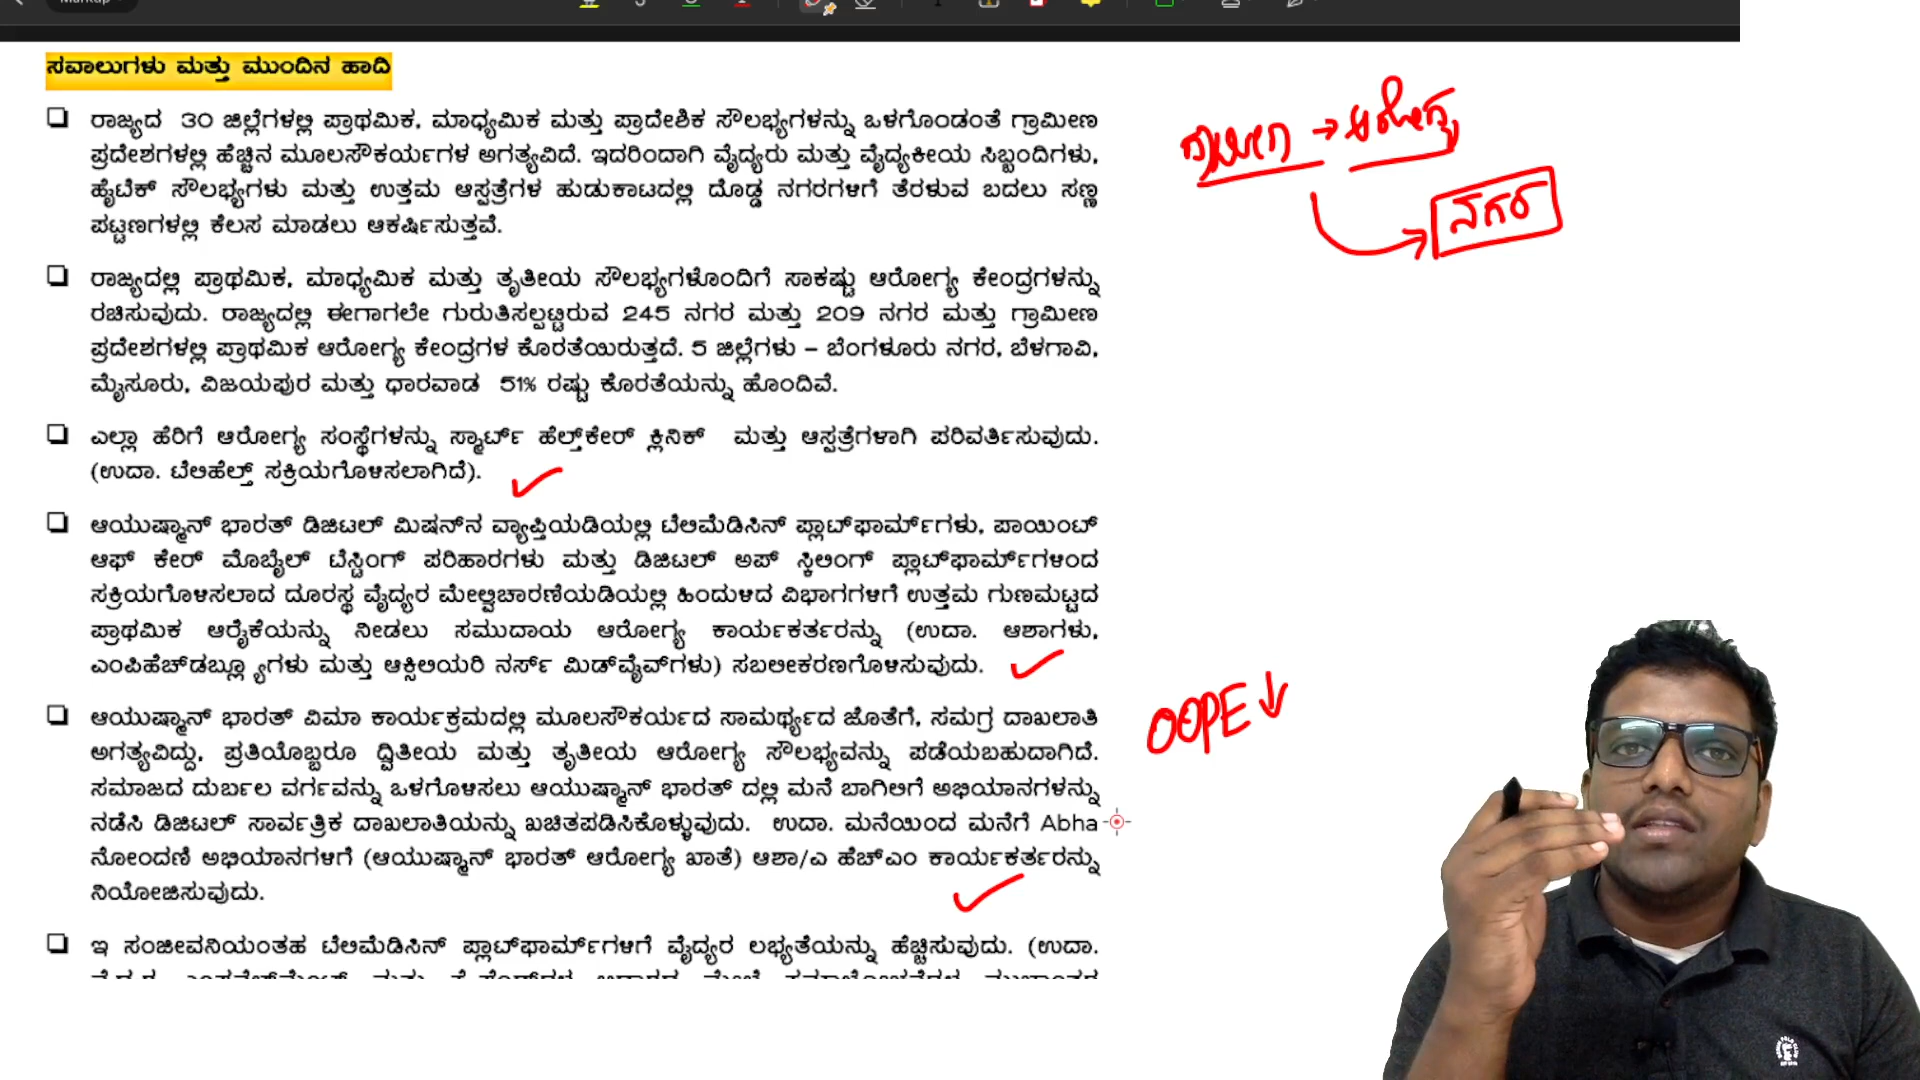 ಸವಾಲುಗಳು ಮತ್ತು ಮುಂದಿನ ಹಾದಿ
❑ ರಾಜ್ಯದ 30 ಜಿಲ್ಲೆಗಳಲ್ಲಿ ಪ್ರಾಥಮಿಕ, ಮಾಧ್ಯಮಿಕ ಮತ್ತು ಪ್ರಾದೇಶಿಕ ಸೌಲಭ್ಯಗಳನ್ನು ಒಳಗೊಂಡಂತೆ ಗ್ರಾಮೀಣ
ಪ್ರದೇಶಗಳಲ್ಲಿ ಹೆಚ್ಚಿನ ಮೂಲಸೌಕರ್ಯಗಳ ಅಗತ್ಯವಿದೆ. ಇದರಿಂದಾಗಿ ವೈದ್ಯರು ಮತ್ತು ವೈದ್ಯಕೀಯ ಸಿಬ್ಬಂದಿಗಳು,
ಹೈಟೆಕ್ ಸೌಲಭ್ಯಗಳು ಮತ್ತು ಉತ್ತಮ ಆಸ್ಪತ್ರೆಗಳ ಹುಡುಕಾಟದಲ್ಲಿ ದೊಡ್ಡ ನಗರಗಳಿಗೆ ತೆರಳುವ ಬದಲು ಸಣ್ಣ
ಪಟ್ಟಣಗಳಲ್ಲಿ ಕೆಲಸ ಮಾಡಲು ಆಕರ್ಷಿಸುತ್ತವೆ.
❑ ರಾಜ್ಯದಲ್ಲಿ ಪ್ರಾಥಮಿಕ, ಮಾಧ್ಯಮಿಕ ಮತ್ತು ತೃತೀಯ ಸೌಲಭ್ಯಗಳೊಂದಿಗೆ ಸಾಕಷ್ಟು ಆರೋಗ್ಯ ಕೇಂದ್ರಗಳನ್ನು
ರಚಿಸುವುದು. ರಾಜ್ಯದಲ್ಲಿ ಈಗಾಗಲೇ ಗುರುತಿಸಲ್ಪಟ್ಟಿರುವ 245 ನಗರ ಮತ್ತು 209 ನಗರ ಮತ್ತು ಗ್ರಾಮೀಣ
ಪ್ರದೇಶಗಳಲ್ಲಿ ಪ್ರಾಥಮಿಕ ಆರೋಗ್ಯ ಕೇಂದ್ರಗಳ ಕೊರತೆಯಿರುತ್ತದೆ. 5 ಜಿಲ್ಲೆಗಳು – ಬೆಂಗಳೂರು ನಗರ, ಬೆಳಗಾವಿ,
ಮೈಸೂರು, ವಿಜಯಪುರ ಮತ್ತು ಧಾರವಾಡ 51% ರಷ್ಟು ಕೊರತೆಯನ್ನು ಹೊಂದಿವೆ.
❑ ಎಲ್ಲಾ ಹೆರಿಗೆ ಆರೋಗ್ಯ ಸಂಸ್ಥೆಗಳನ್ನು ಸ್ಮಾರ್ಟ್ ಹೆಲ್ತ್‌ಕೇರ್ ಕ್ಲಿನಿಕ್ ಮತ್ತು ಆಸ್ಪತ್ರೆಗಳಾಗಿ ಪರಿವರ್ತಿಸುವುದು.
(ಉದಾ. ಟೆಲಿಹೆಲ್ತ್ ಸಕ್ರಿಯಗೊಳಿಸಲಾಗಿದೆ).
❑ ಆಯುಷ್ಮಾನ್ ಭಾರತ್ ಡಿಜಿಟಲ್ ಮಿಷನ್‌ನ ವ್ಯಾಪ್ತಿಯಡಿಯಲ್ಲಿ ಟೆಲಿಮೆಡಿಸಿನ್ ಪ್ಲಾಟ್‌ಫಾರ್ಮ್‌ಗಳು, ಪಾಯಿಂಟ್
ಆಫ್ ಕೇರ್ ಮೊಬೈಲ್ ಟೆಸ್ಟಿಂಗ್ ಪರಿಹಾರಗಳು ಮತ್ತು ಡಿಜಿಟಲ್ ಅಪ್ ಸ್ಕಿಲಿಂಗ್ ಪ್ಲಾಟ್‌ಫಾರ್ಮ್‌ಗಳಿಂದ
ಸಕ್ರಿಯಗೊಳಿಸಲಾದ ದೂರಸ್ಥ ವೈದ್ಯರ ಮೇಲ್ವಿಚಾರಣೆಯಡಿಯಲ್ಲಿ ಹಿಂದುಳಿದ ವಿಭಾಗಗಳಿಗೆ ಉತ್ತಮ ಗುಣಮಟ್ಟದ
ಪ್ರಾಥಮಿಕ ಆರೈಕೆಯನ್ನು ನೀಡಲು ಸಮುದಾಯ ಆರೋಗ್ಯ ಕಾರ್ಯಕರ್ತರನ್ನು (ಉದಾ. ಆಶಾಗಳು,
ಎಂಪಿಹೆಚ್‌ಡಬ್ಲ್ಯೂಗಳು ಮತ್ತು ಆಕ್ಸಿಲಿಯರಿ ನರ್ಸ್ ಮಿಡ್‌ವೈವ್‌ಗಳು) ಸಬಲೀಕರಣಗೊಳಿಸುವುದು.
❑ ಆಯುಷ್ಮಾನ್ ಭಾರತ್ ವಿಮಾ ಕಾರ್ಯಕ್ರಮದಲ್ಲಿ ಮೂಲಸೌಕರ್ಯದ ಸಾಮರ್ಥ್ಯದ ಜೊತೆಗೆ, ಸಮಗ್ರ ದಾಖಲಾತಿ
ಅಗತ್ಯವಿದ್ದು, ಪ್ರತಿಯೊಬ್ಬರೂ ದ್ವಿತೀಯ ಮತ್ತು ತೃತೀಯ ಆರೋಗ್ಯ ಸೌಲಭ್ಯವನ್ನು ಪಡೆಯಬಹುದಾಗಿದೆ.
ಸಮಾಜದ ದುರ್ಬಲ ವರ್ಗವನ್ನು ಒಳಗೊಳಿಸಲು ಆಯುಷ್ಮಾನ್ ಭಾರತ್ ದಲ್ಲಿ ಮನೆ ಬಾಗಿಲಿಗೆ ಅಭಿಯಾನಗಳನ್ನು
ನಡೆಸಿ ಡಿಜಿಟಲ್ ಸಾರ್ವತ್ರಿಕ ದಾಖಲಾತಿಯನ್ನು ಖಚಿತಪಡಿಸಿಕೊಳ್ಳುವುದು. ಉದಾ. ಮನೆಯಿಂದ ಮನೆಗೆ Abha
ನೋಂದಣಿ ಅಭಿಯಾನಗಳಿಗೆ (ಆಯುಷ್ಮಾನ್ ಭಾರತ್ ಆರೋಗ್ಯ ಖಾತೆ) ಆಶಾ/ಎ ಹೆಚ್‌ಎಂ ಕಾರ್ಯಕರ್ತರನ್ನು
ನಿಯೋಜಿಸುವುದು.
❑ ಇ ಸಂಜೀವನಿಯಂತಹ ಟೆಲಿಮೆಡಿಸಿನ್ ಪ್ಲಾಟ್‌ಫಾರ್ಮ್‌ಗಳಿಗೆ ವೈದ್ಯರ ಲಭ್ಯತೆಯನ್ನು ಹೆಚ್ಚಿಸುವುದು. (ಉದಾ.
ಗ್ರಾಮೀಣ → ಆರೋಗ್ಯ
ನಗರ
OOPE ↓